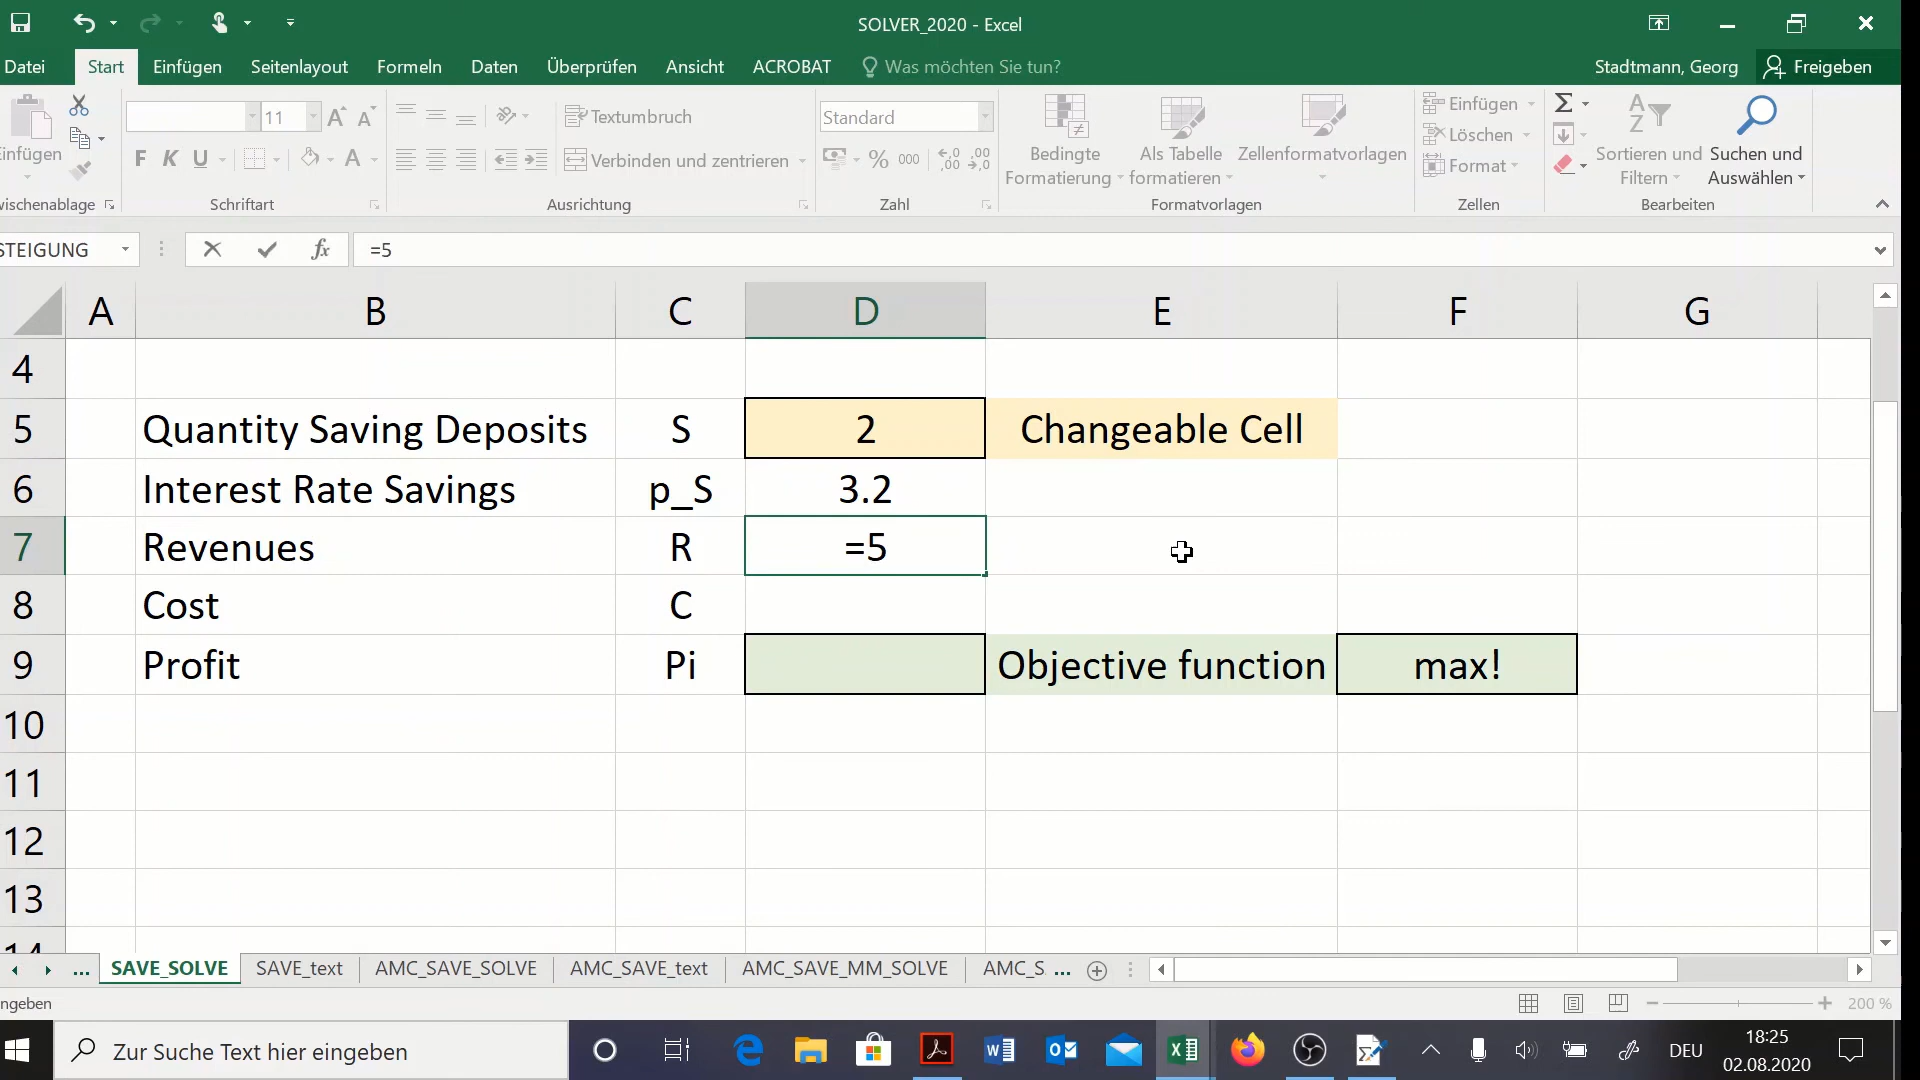 SOLVER_2020 - Excel
Datei Start Einfügen Seitenlayout Formeln Daten Überprüfen Ansicht ACROBAT Was möchten Sie tun? Stadtmann, Georg Freigeben
11 Textumbruch Standard Einfügen
F K U A Verbinden und zentrieren % 000 Bedingte Als Tabelle Zellenformatvorlagen Löschen Sortieren und Suchen und
infügen Formatierung formatieren Format Filtern Auswählen
wischenablage Schriftart Ausrichtung Zahl Formatvorlagen Zellen Bearbeiten
STEIGUNG fx =5
A B C D E F G
4
5 Quantity Saving Deposits S 2 Changeable Cell
6 Interest Rate Savings p_S 3.2
7 Revenues R =5
8 Cost C
9 Profit Pi Objective function max!
10
11
12
13
14
... SAVE_SOLVE SAVE_text AMC_SAVE_SOLVE AMC_SAVE_text AMC_SAVE_MM_SOLVE AMC_S. ...
ngeben 200 %
Zur Suche Text hier eingeben DEU 18:25
02.08.2020